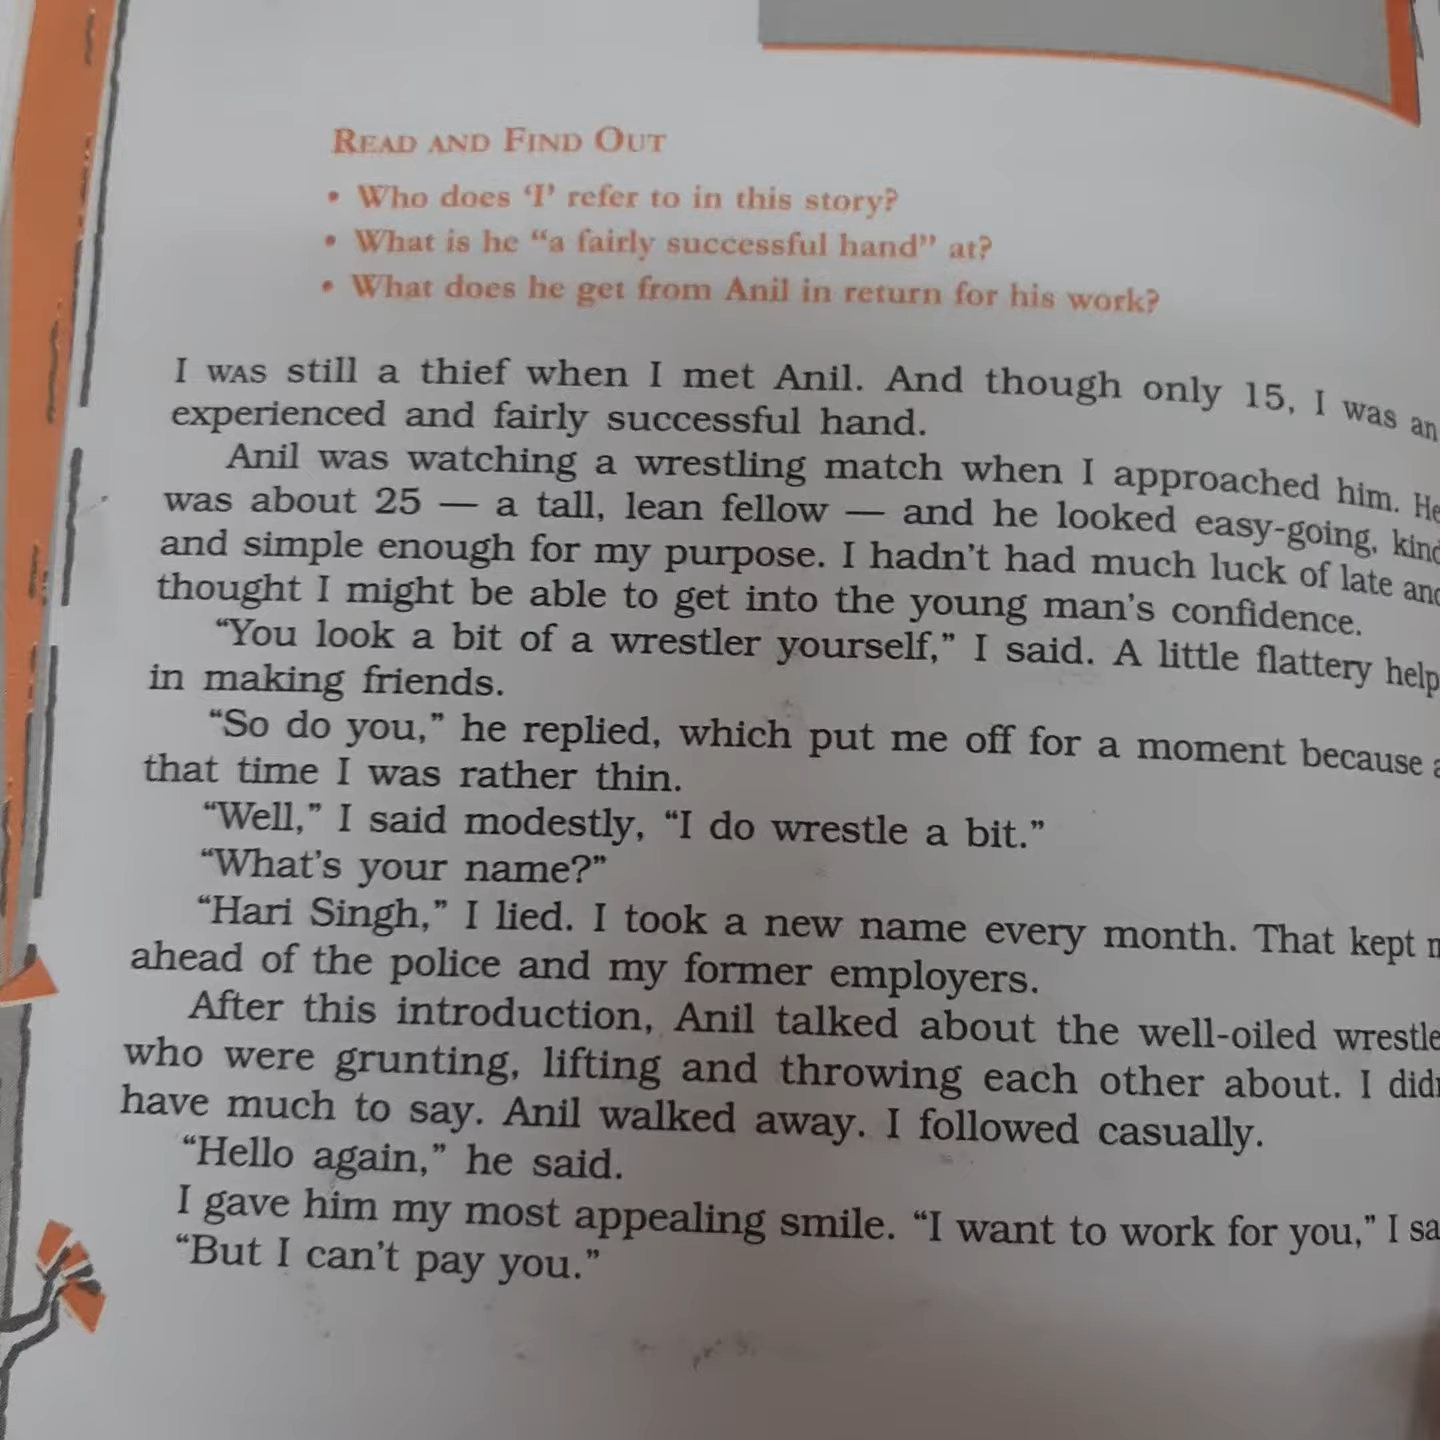 READ AND FIND OUT
• Who does ‘I’ refer to in this story?
• What is he “a fairly successful hand” at?
• What does he get from Anil in return for his work?
I WAS still a thief when I met Anil. And though only 15, I was an
experienced and fairly successful hand.
Anil was watching a wrestling match when I approached him. He
was about 25 — a tall, lean fellow — and he looked easy-going, kind
and simple enough for my purpose. I hadn’t had much luck of late and
thought I might be able to get into the young man’s confidence.
“You look a bit of a wrestler yourself,” I said. A little flattery help
in making friends.
“So do you,” he replied, which put me off for a moment because
that time I was rather thin.
“Well,” I said modestly, “I do wrestle a bit.”
“What’s your name?”
“Hari Singh,” I lied. I took a new name every month. That kept
ahead of the police and my former employers.
After this introduction, Anil talked about the well-oiled
who were grunting, lifting and throwing each other about. I
have much to say. Anil walked away. I followed casually.
“Hello again,” he said.
I gave him my most appealing smile. “I want to work for you,” I
“But I can’t pay you.”